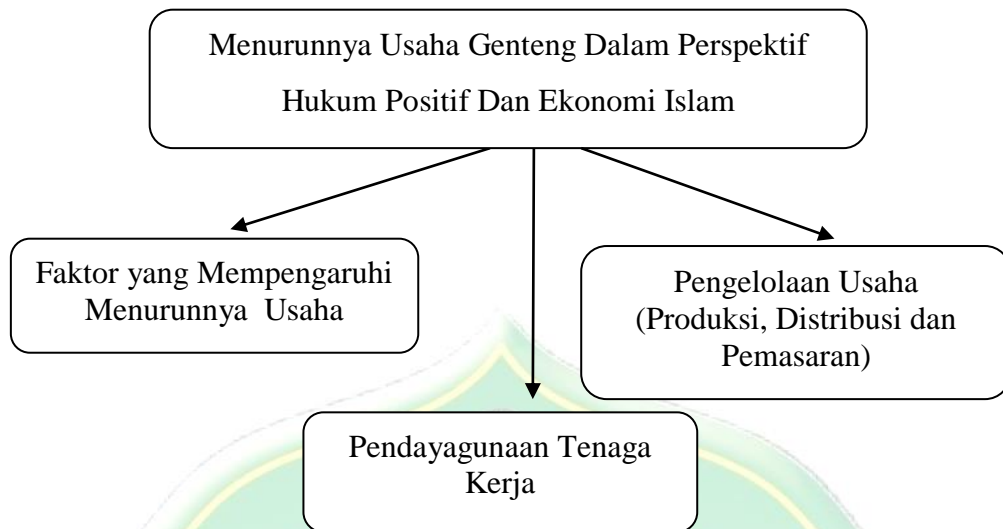 Menurunnya Usaha Genteng Dalam Perspektif
Hukum Positif Dan Ekonomi Islam
Faktor yang Mempengaruhi
Menurunnya Usaha
Pengelolaan Usaha
(Produksi, Distribusi dan
Pemasaran)
Pendayagunaan Tenaga
Kerja